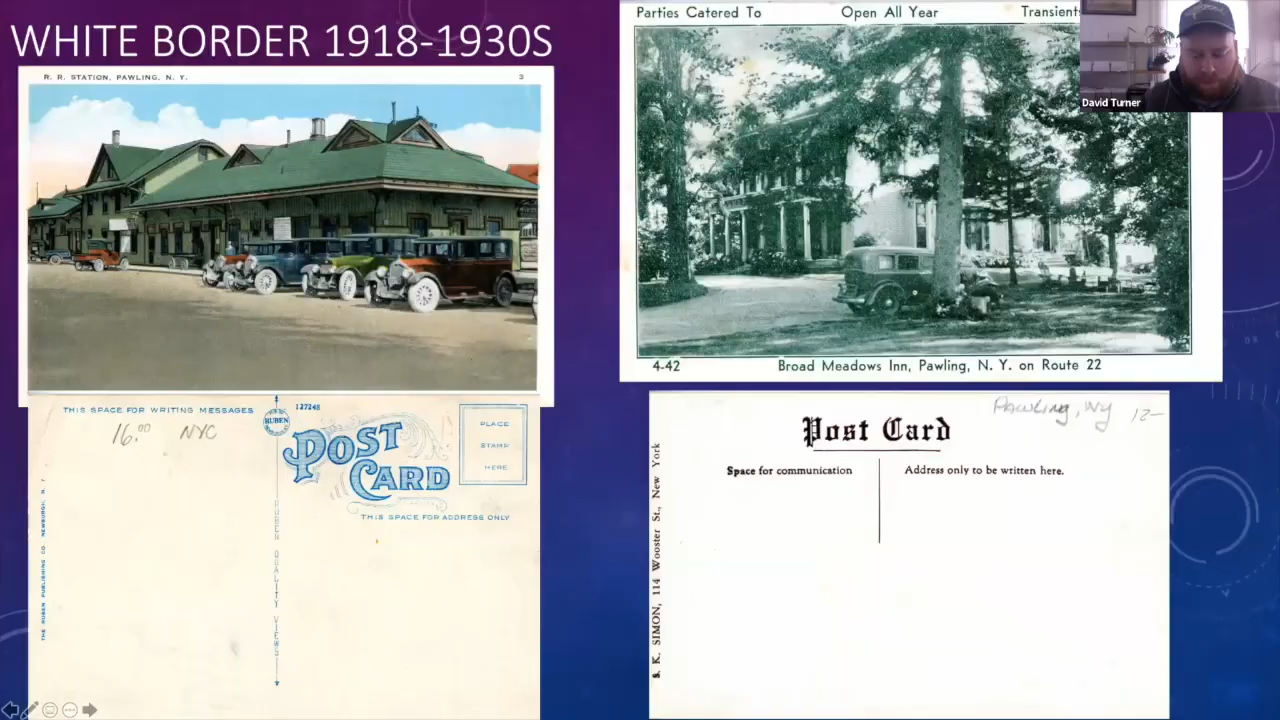 WHITE BORDER 1918-1930S
R. R. STATION, PAWLING, N. Y. 3
THIS SPACE FOR WRITING MESSAGES
16.00 NYC
RUBEN
127248
POST CARD
PLACE
STAMP
HERE
THIS SPACE FOR ADDRESS ONLY
THE RUBEN PUBLISHING CO. NEWBURGH, N. Y.
RUBEN QUALITY VIEWS
Parties Catered To Open All Year Transients
David Turner
4-42 Broad Meadows Inn, Pawling, N. Y. on Route 22
Pawling, NY 12-
Post Card
Space for communication
Address only to be written here.
S. K. SIMON, 114 Wooster St., New York